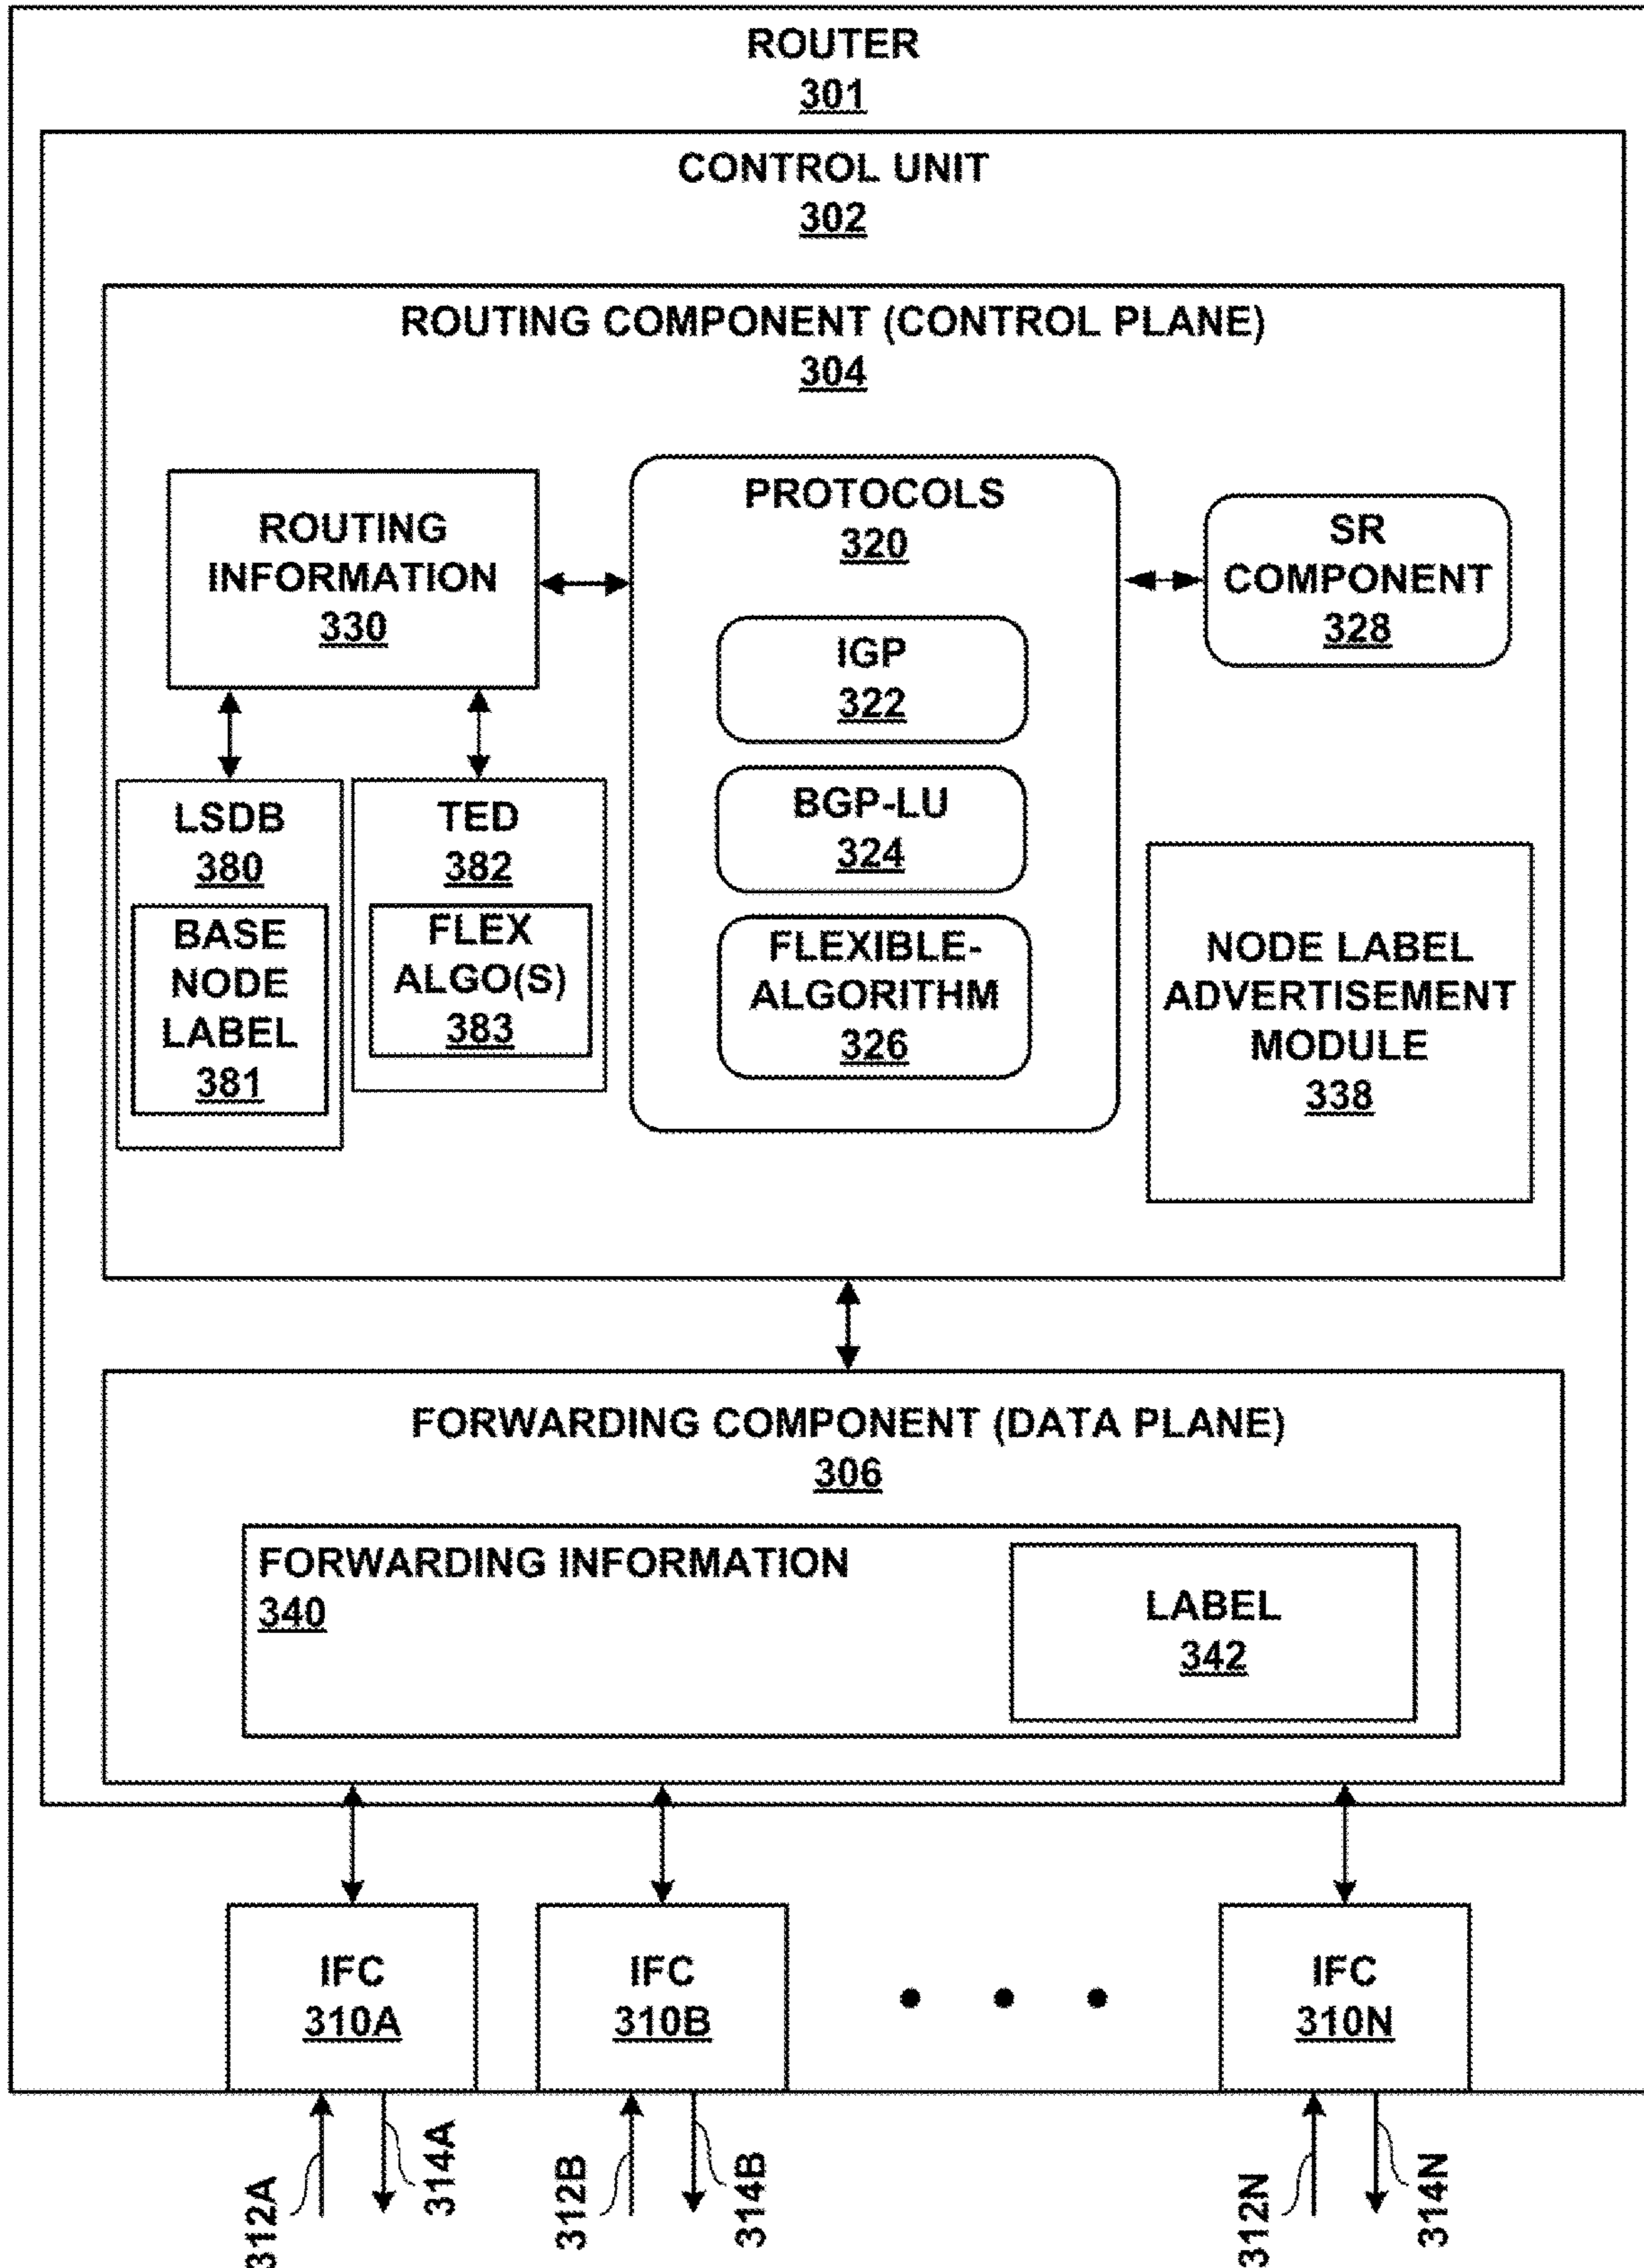 ROUTER
301
CONTROL UNIT
302
ROUTING COMPONENT (CONTROL PLANE)
304
ROUTING
INFORMATION
330
PROTOCOLS
320
SR
COMPONENT
328
IGP
322
BGP-LU
324
FLEXIBLE-
ALGORITHM
326
LSDB
380
BASE
NODE
LABEL
381
TED
382
FLEX
ALGO(S)
383
NODE LABEL
ADVERTISEMENT
MODULE
338
FORWARDING COMPONENT (DATA PLANE)
306
FORWARDING INFORMATION
340
LABEL
342
IFC
310A
IFC
310B
IFC
310N
312A
314A
312B
314B
312N
314N